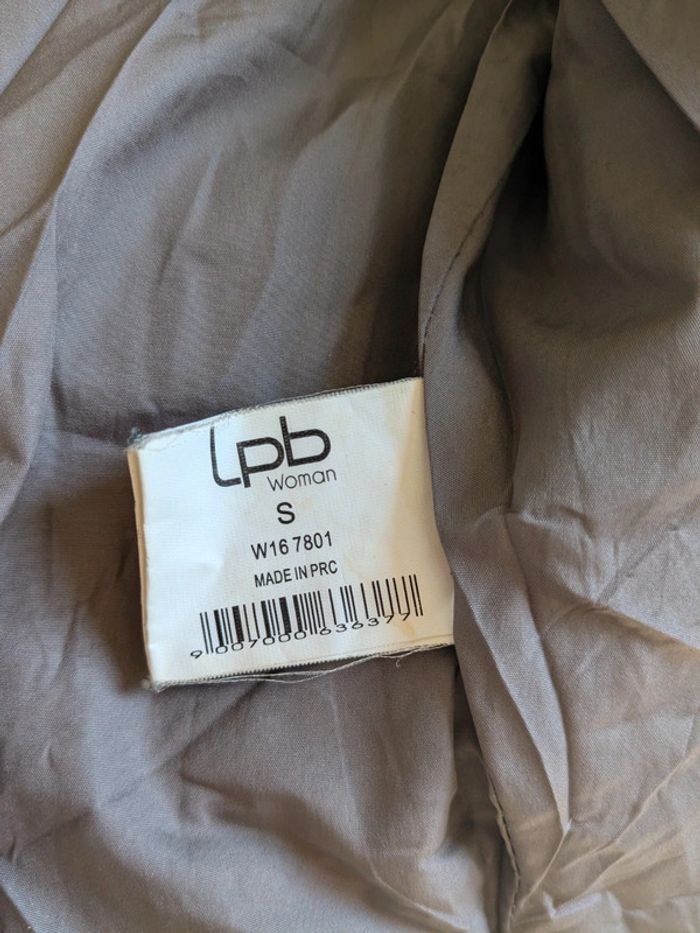 Lpb
Woman
S
W16 7801
MADE IN PRC
9 007000 636377